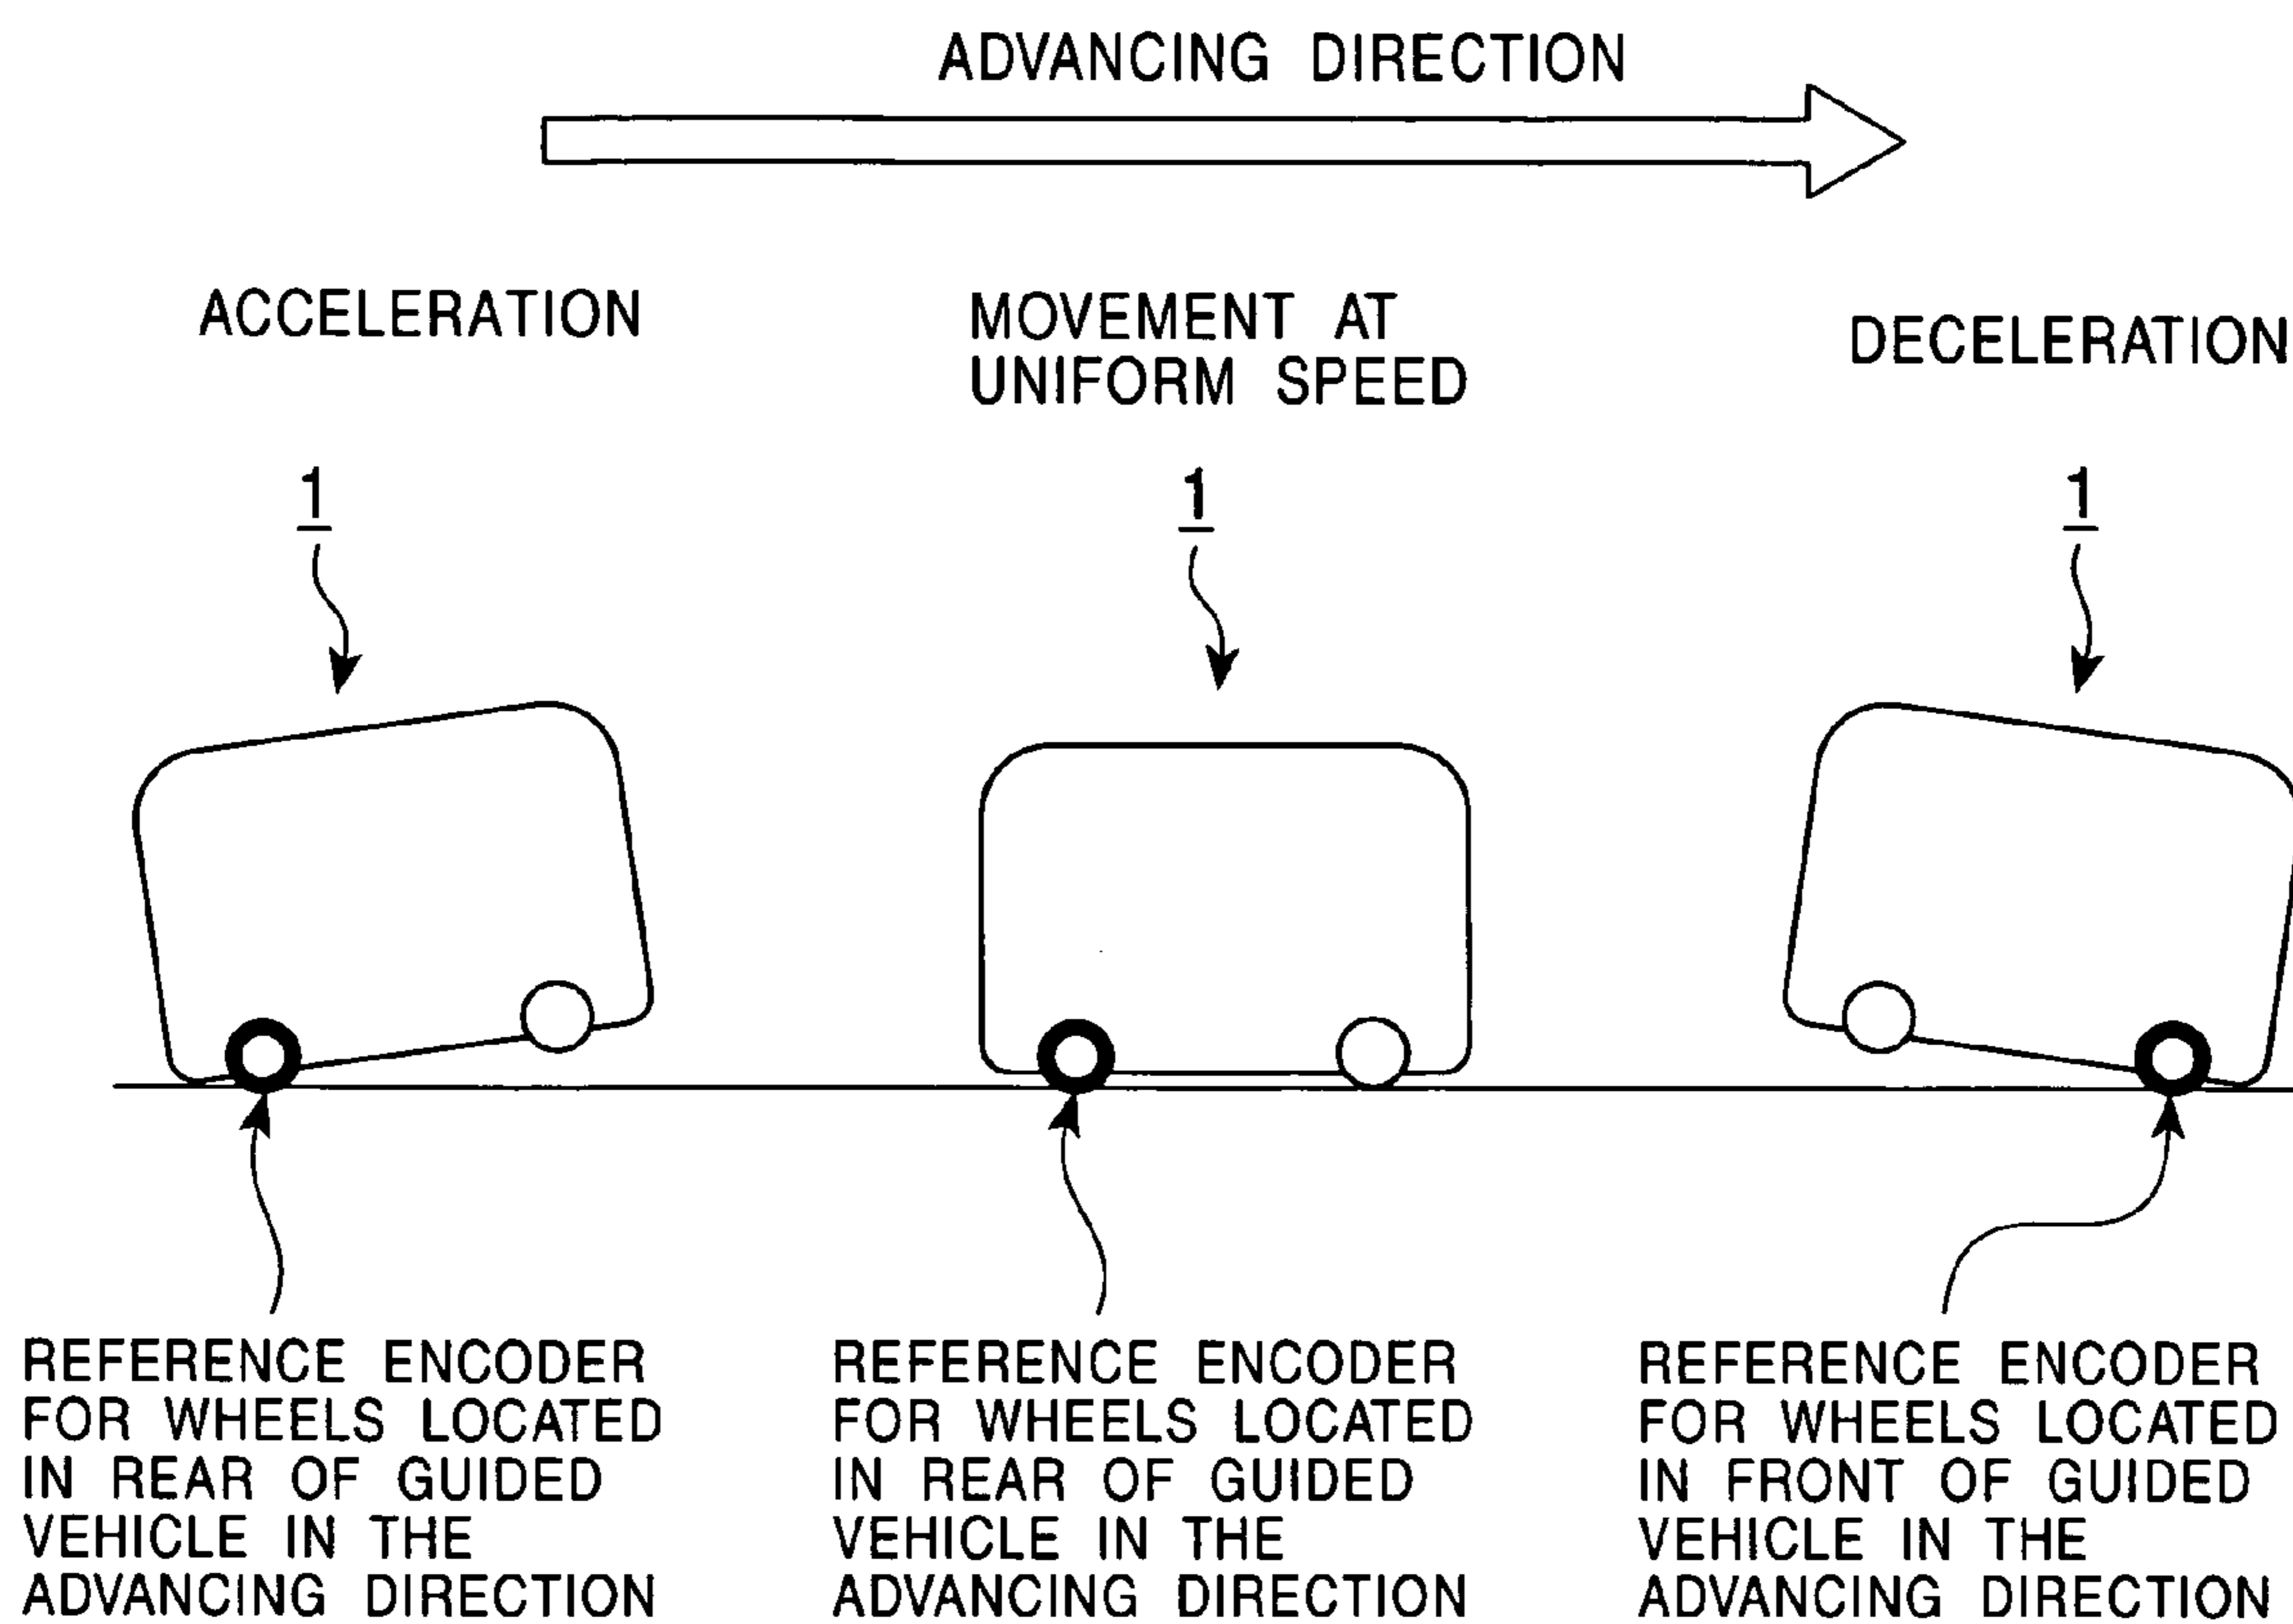 ADVANCING DIRECTION
ACCELERATION
MOVEMENT AT
UNIFORM SPEED
DECELERATION
1
1
1
REFERENCE ENCODER
FOR WHEELS LOCATED
IN REAR OF GUIDED
VEHICLE IN THE
ADVANCING DIRECTION
REFERENCE ENCODER
FOR WHEELS LOCATED
IN REAR OF GUIDED
VEHICLE IN THE
ADVANCING DIRECTION
REFERENCE ENCODER
FOR WHEELS LOCATED
IN FRONT OF GUIDED
VEHICLE IN THE
ADVANCING DIRECTION